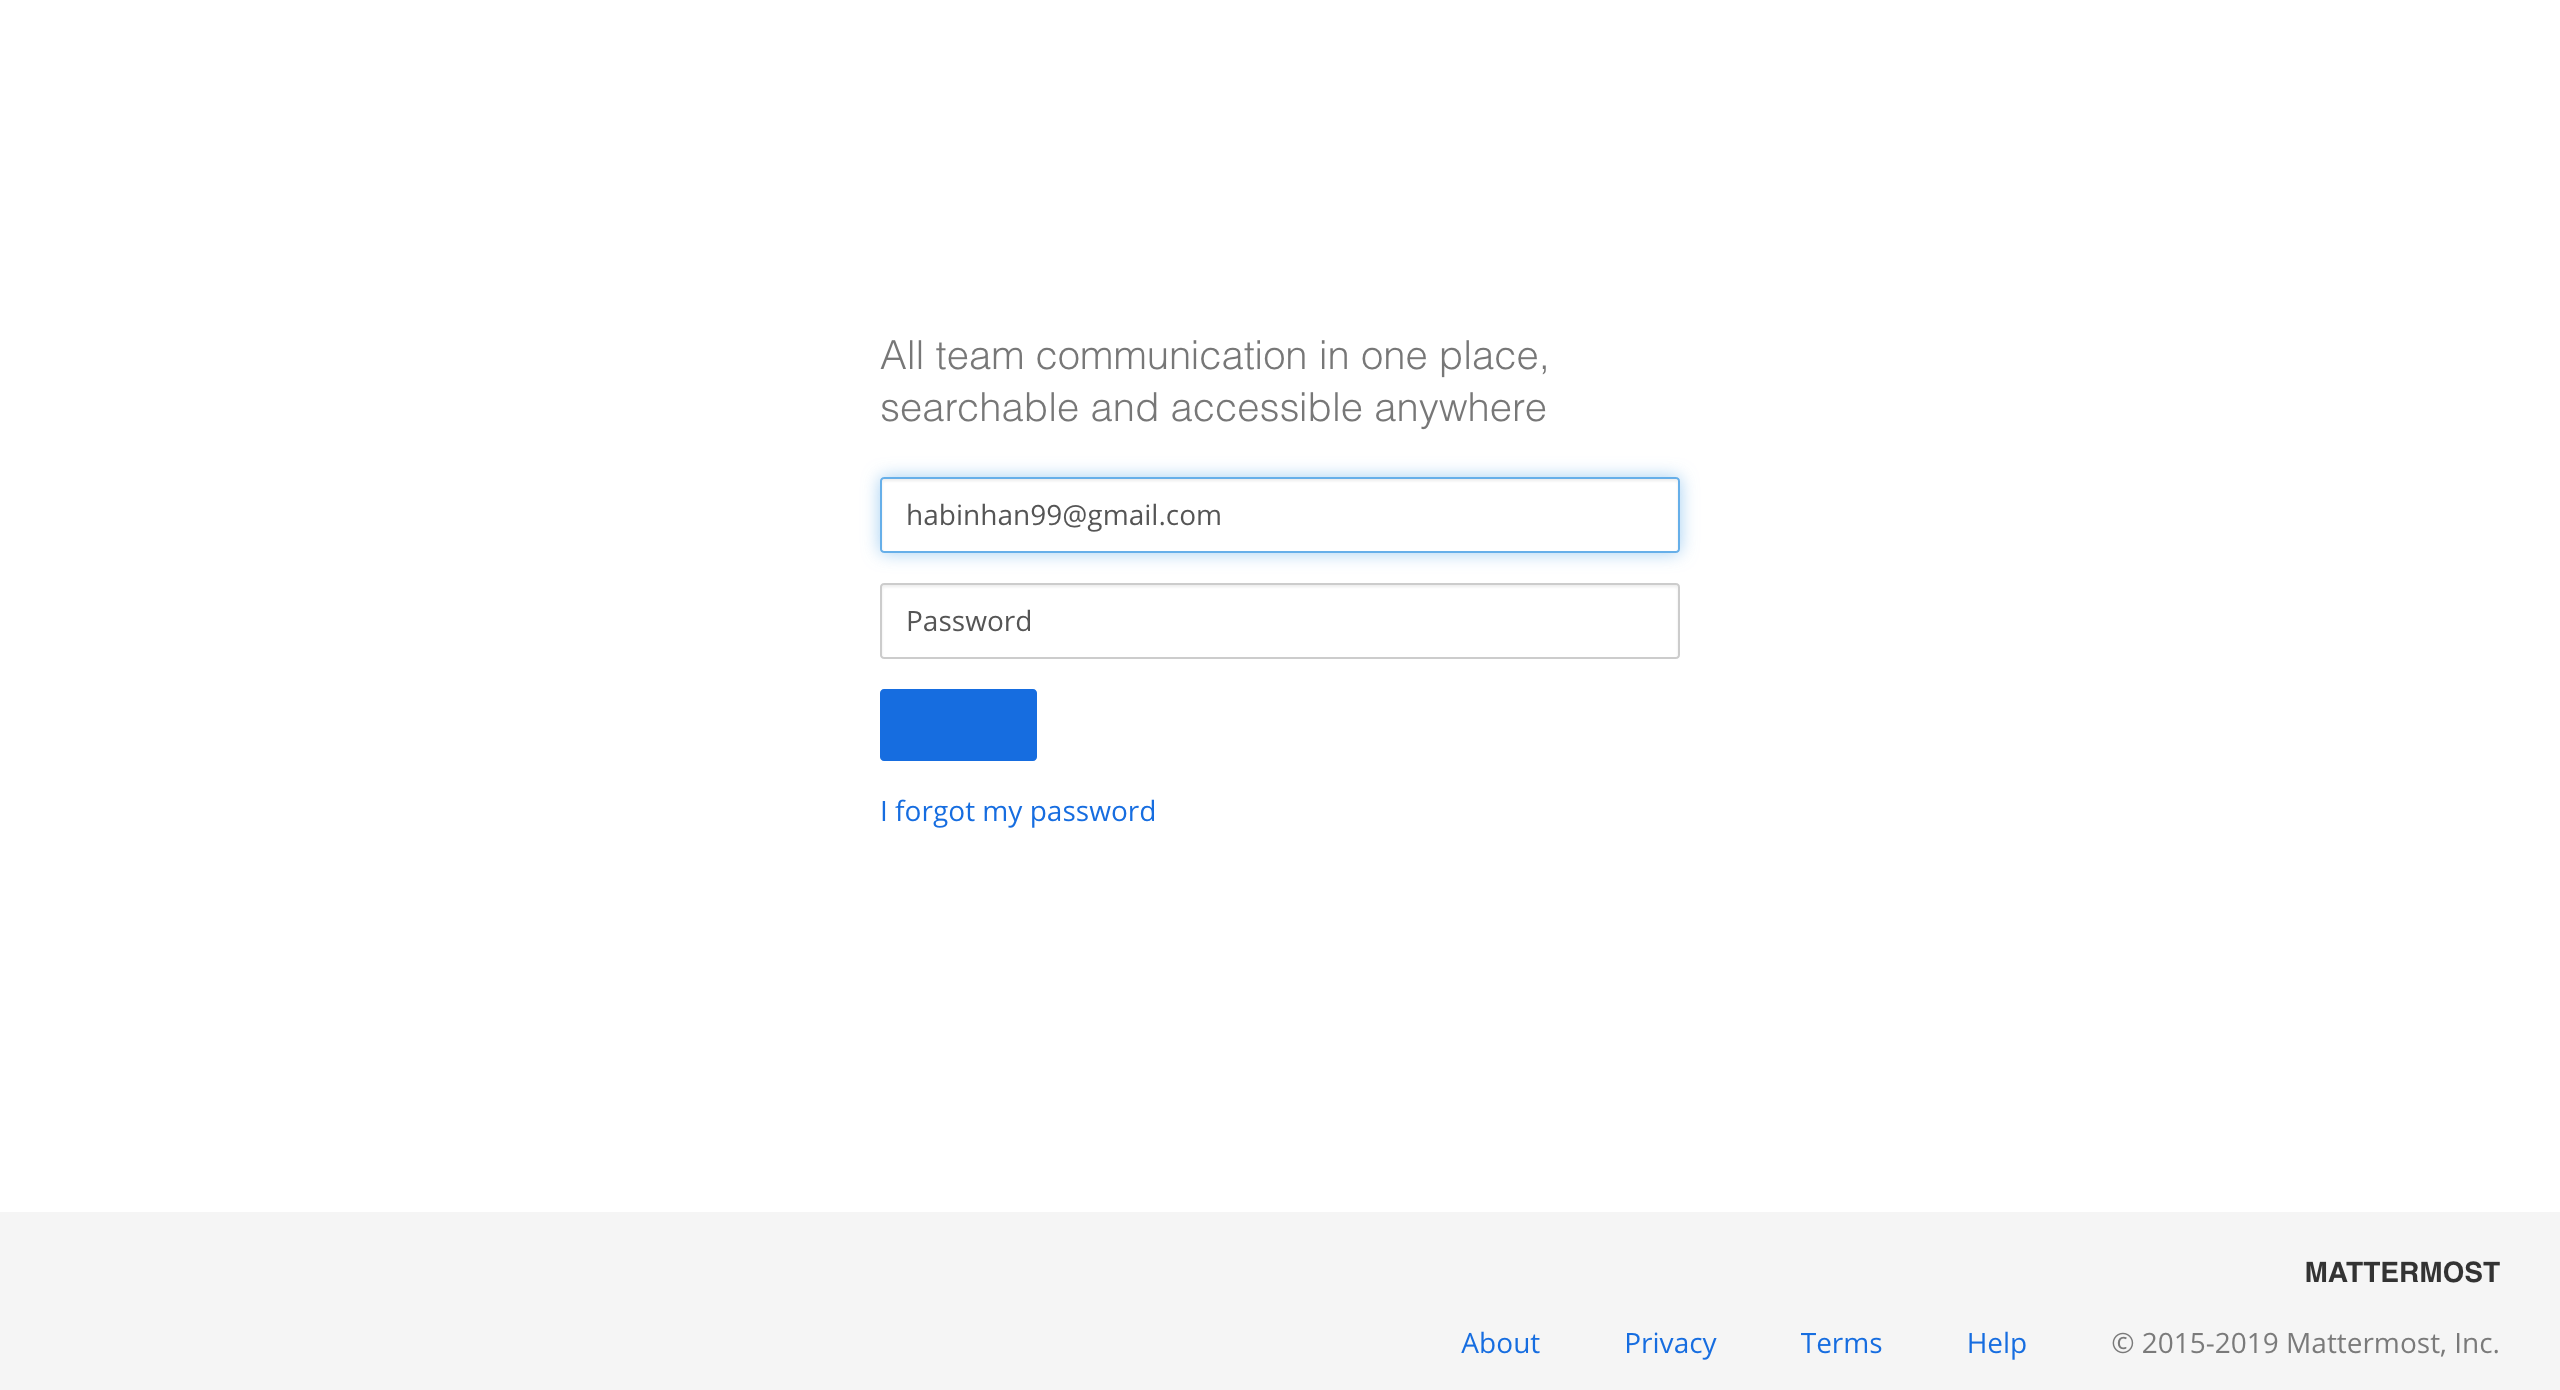 All team communication in one place,
searchable and accessible anywhere
habinhan99@gmail.com
Password
I forgot my password
MATTERMOST
About Privacy Terms Help © 2015-2019 Mattermost, Inc.